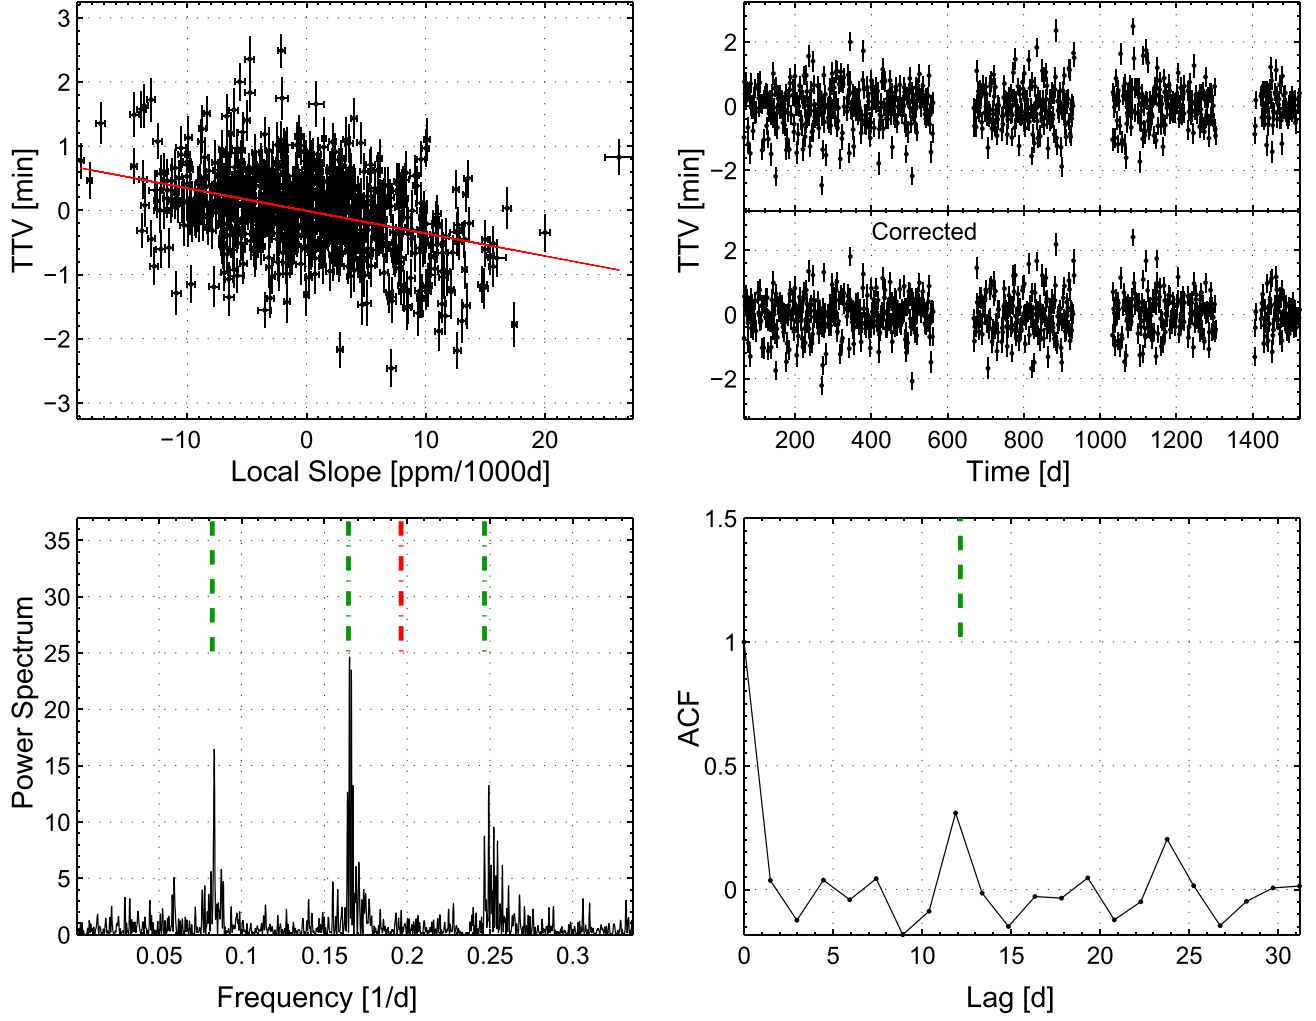 3
2
1
0
−1
−2
−3
TTV [min]
−10 0 10 20
Local Slope [ppm/1000d]
2
0
−2
TTV [min]
Corrected
2
0
−2
200 400 600 800 1000 1200 1400
Time [d]
35
30
25
20
15
10
5
0
Power Spectrum
0.05 0.1 0.15 0.2 0.25 0.3
Frequency [1/d]
1.5
1
0.5
0
ACF
0 5 10 15 20 25 30
Lag [d]